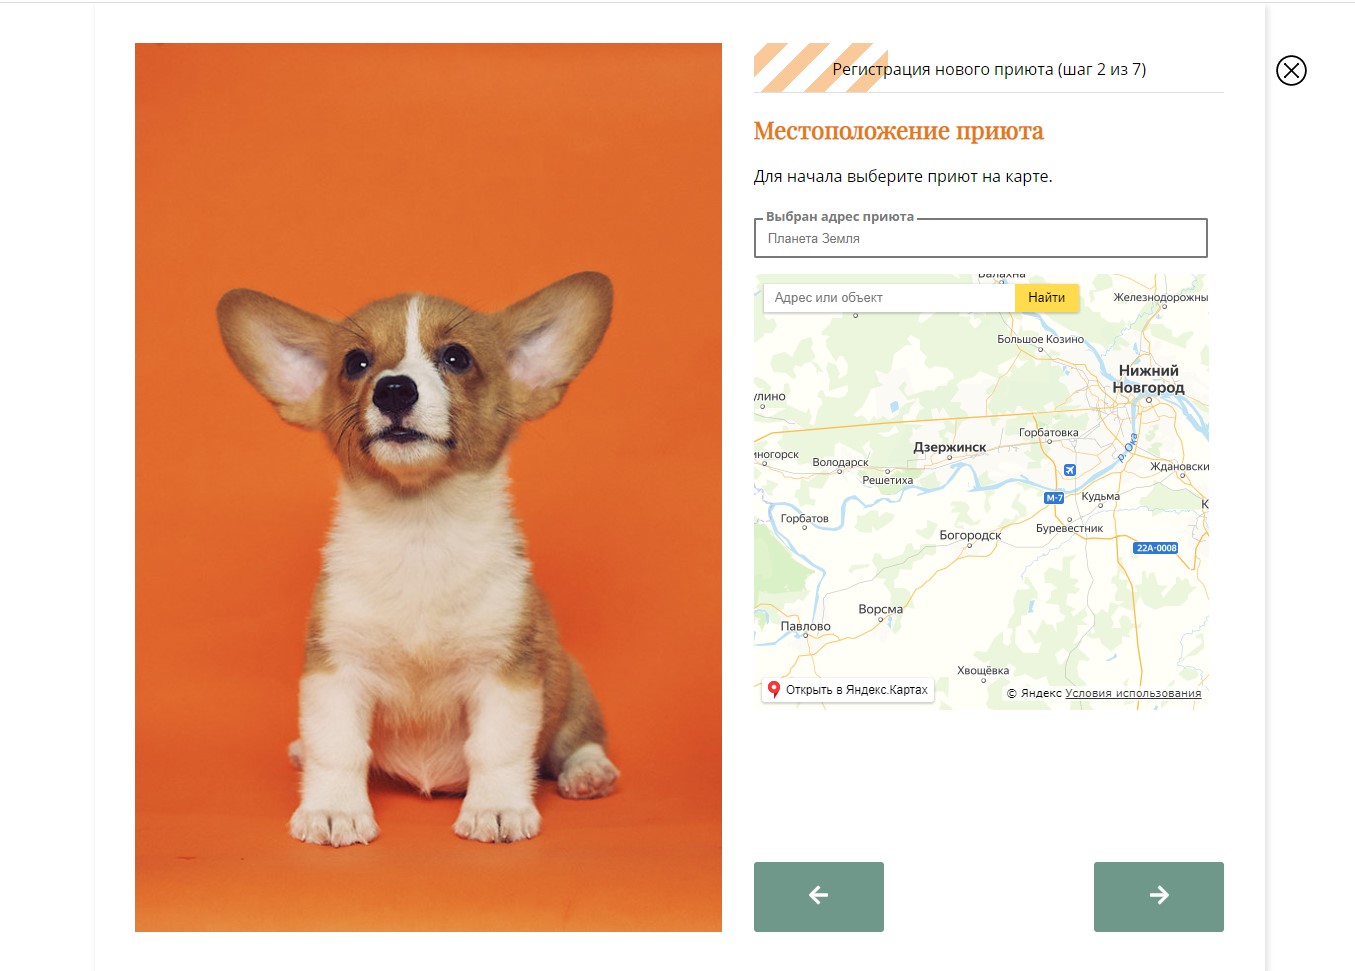 Регистрация нового приюта (шаг 2 из 7)
Местоположение приюта
Для начала выберите приют на карте.
Выбран адрес приюта
Планета Земля
Балахна
Адрес или объект
Найти
Железнодорожны
Большое Козино
Нижний
Новгород
улино
Горбатовка
р. Ока
Дзержинск
иногорск
Володарск
Ждановски
Решетиха
М-7
Кудьма
К
Горбатов
Буревестник
Богородск
22А-0008
Ворсма
Павлово
Хвощёвка
Открыть в Яндекс.Картах
© Яндекс Условия использования